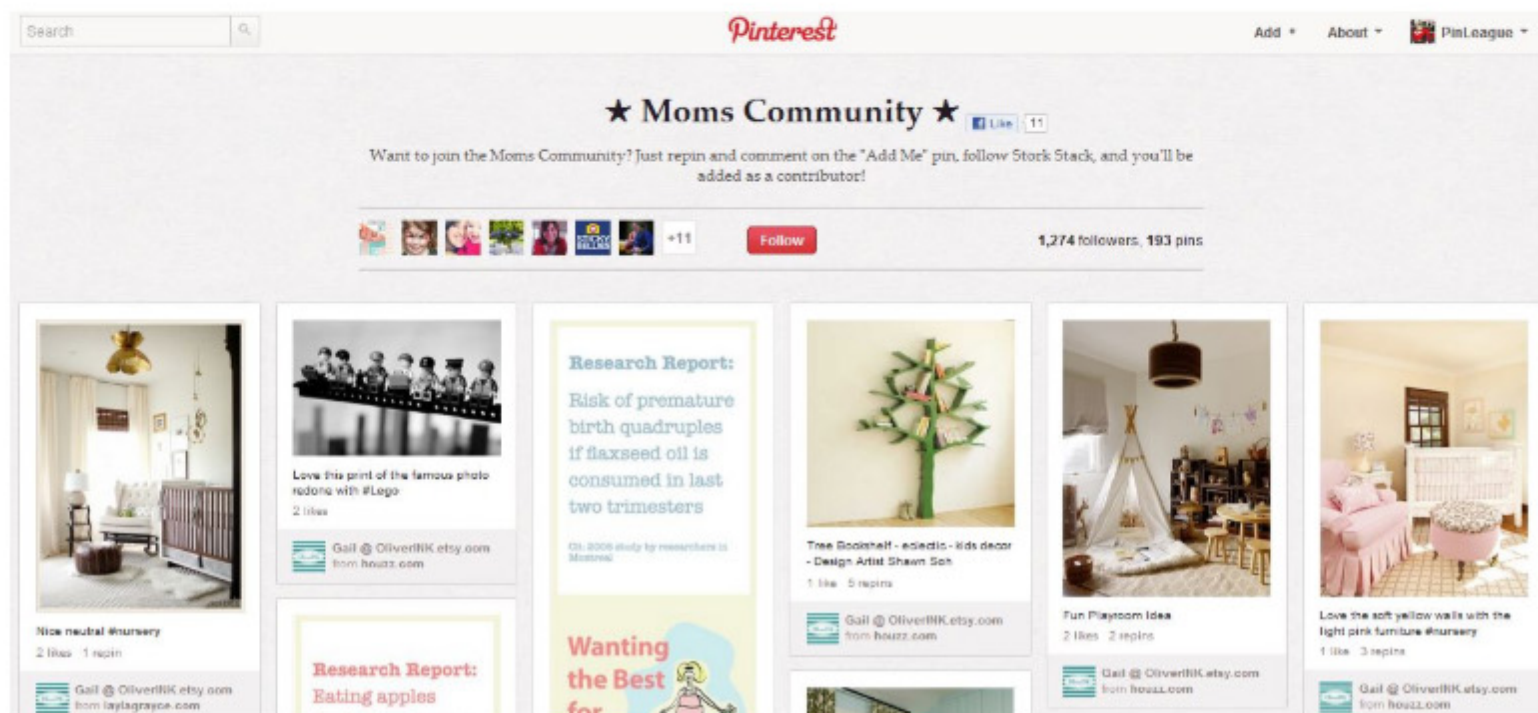 Search
Pinterest
Add +
About
PinLeague
★ Moms Community ★
Like 11
Want to join the Moms Community? Just repin and comment on the "Add Me" pin, follow Stork Stack, and you'll be
added as a contributor!
+11
Follow
1,274 followers, 193 pins
Nice neutral #nursery
2 likes 1 repin
Gail @ OliverINK.etsy.com
from laylagrayce.com
Love this print of the famous photo
redone with #Lego
2 likes
Gail @ OliverINK.etsy.com
from houzz.com
Research Report:
Eating apples
Research Report:
Risk of premature
birth quadruples
if flaxseed oil is
consumed in last
two trimesters
Cit: 2008 study by researchers in
Montreal
Wanting
the Best
for
Tree Bookshelf - eclectic - kids decor
- Design Artist Shawn Soh
1 like 5 repins
Gail @ OliverINK.etsy.com
from houzz.com
Fun Playroom Idea
2 likes 2 repins
Gail @ OliverINK.etsy.com
from houzz.com
Love the soft yellow walls with the
light pink furniture #nursery
1 like 3 repins
Gail @ OliverINK.etsy.com
from houzz.com